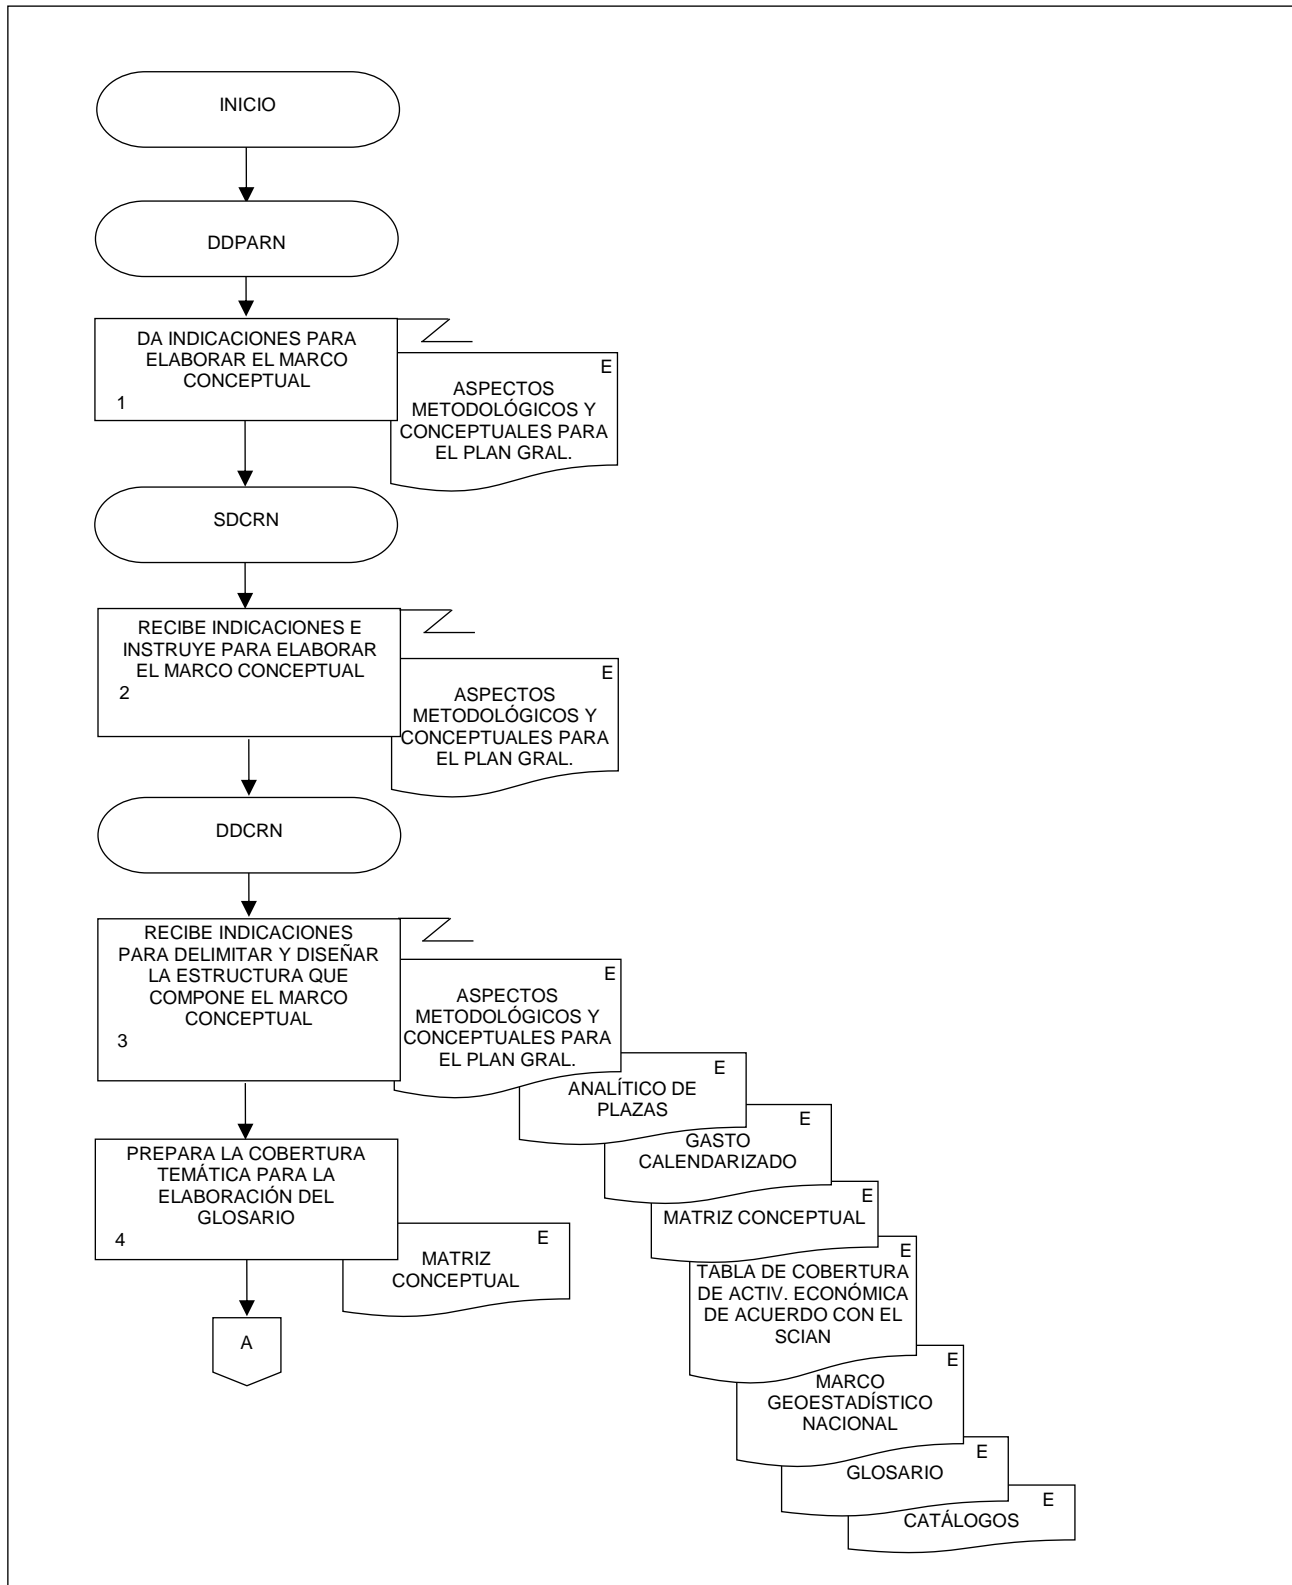 INICIO
DDPARN
DA INDICACIONES PARA
ELABORAR EL MARCO
CONCEPTUAL
1
E
ASPECTOS
METODOLÓGICOS Y
CONCEPTUALES PARA
EL PLAN GRAL.
SDCRN
RECIBE INDICACIONES E
INSTRUYE PARA ELABORAR
EL MARCO CONCEPTUAL
2
E
ASPECTOS
METODOLÓGICOS Y
CONCEPTUALES PARA
EL PLAN GRAL.
DDCRN
RECIBE INDICACIONES
PARA DELIMITAR Y DISEÑAR
LA ESTRUCTURA QUE
COMPONE EL MARCO
CONCEPTUAL
3
E
ASPECTOS
METODOLÓGICOS Y
CONCEPTUALES PARA
EL PLAN GRAL.
E
ANALÍTICO DE
PLAZAS
E
GASTO
CALENDARIZADO
E
MATRIZ CONCEPTUAL
E
TABLA DE COBERTURA
DE ACTIV. ECONÓMICA
DE ACUERDO CON EL
SCIAN
E
MARCO
GEOESTADÍSTICO
NACIONAL
E
GLOSARIO
E
CATÁLOGOS
PREPARA LA COBERTURA
TEMÁTICA PARA LA
ELABORACIÓN DEL
GLOSARIO
4
E
MATRIZ
CONCEPTUAL
A